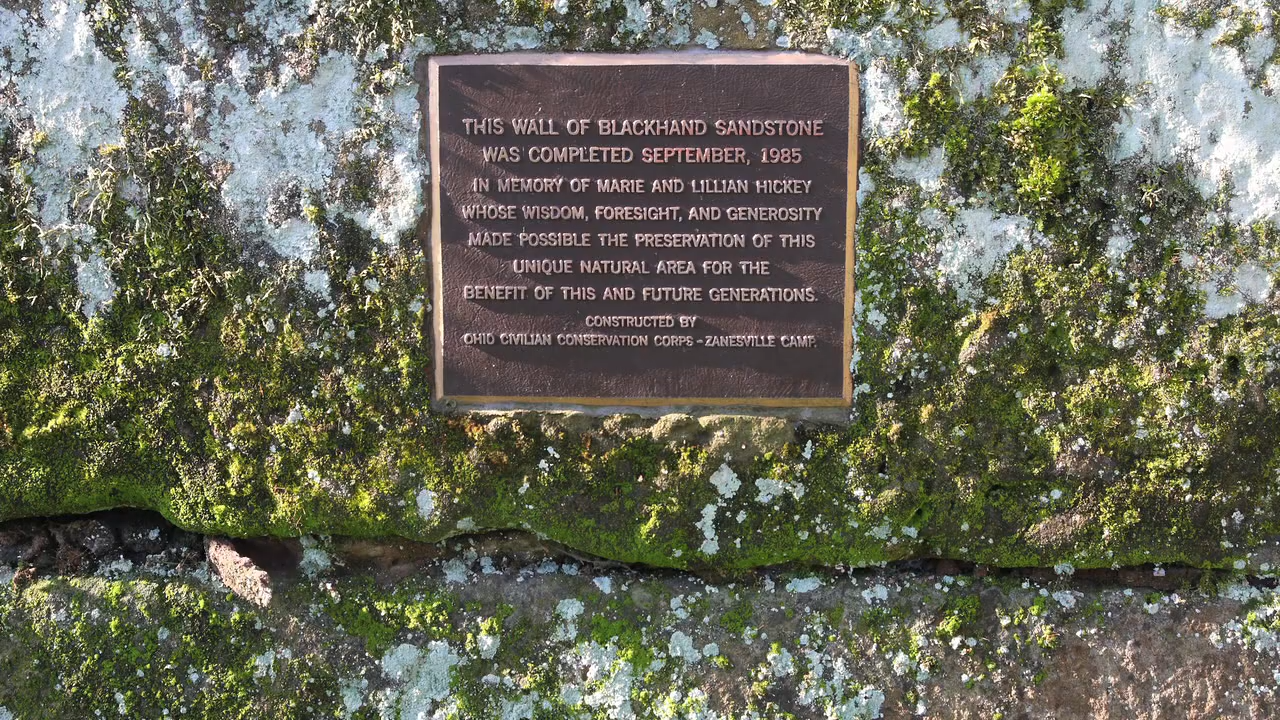 THIS WALL OF BLACKHAND SANDSTONE
WAS COMPLETED SEPTEMBER, 1985
IN MEMORY OF MARIE AND LILLIAN HICKEY
WHOSE WISDOM, FORESIGHT, AND GENEROSITY
MADE POSSIBLE THE PRESERVATION OF THIS
UNIQUE NATURAL AREA FOR THE
BENEFIT OF THIS AND FUTURE GENERATIONS.
CONSTRUCTED BY
OHIO CIVILIAN CONSERVATION CORPS - ZANESVILLE CAMP.